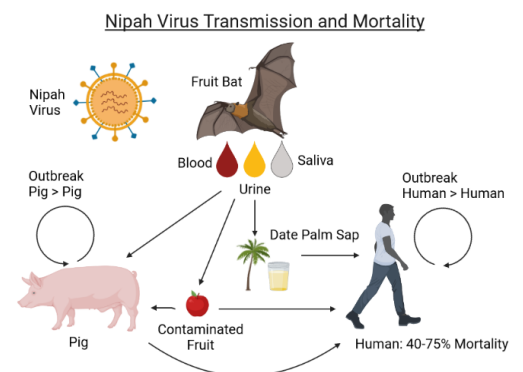 Nipah Virus Transmission and Mortality
Nipah
Virus
Fruit Bat
Blood
Saliva
Urine
Outbreak
Pig > Pig
Outbreak
Human > Human
Date Palm Sap
Contaminated
Fruit
Pig
Human: 40-75% Mortality